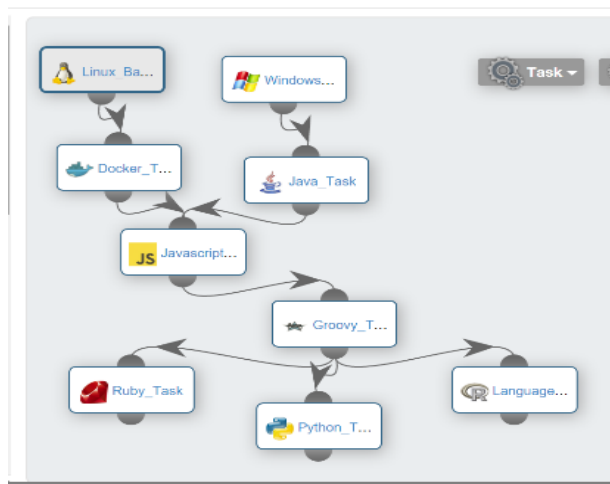 Linux_Ba...
Windows...
Task
Docker_T...
Java_Task
JS
Javascript...
Groovy_T...
Ruby_Task
R
Language...
Python_T...